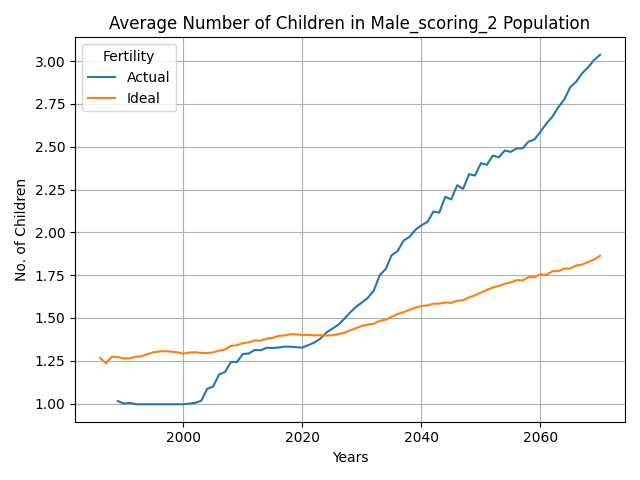 Average Number of Children in Male_scoring_2 Population
Fertility
Actual
Ideal
No. of Children
3.00
2.75
2.50
2.25
2.00
1.75
1.50
1.25
1.00
2000 2020 2040 2060
Years